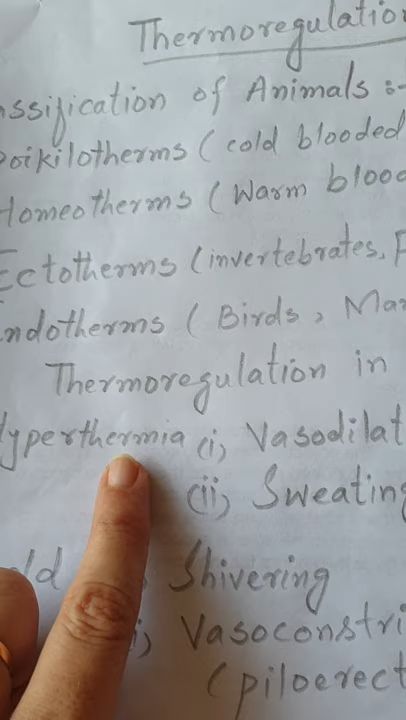 Thermoregulatio
ssification of Animals :-
oikilotherms ( cold blooded
Homeotherms ( Warm blood
Ectotherms (invertebrates, F
ndotherms ( Birds, Mam
Thermoregulation in
Hyperthermia (i) Vasodilat
(ii) Sweating
ld Shivering
i) Vasoconstri
(piloerect